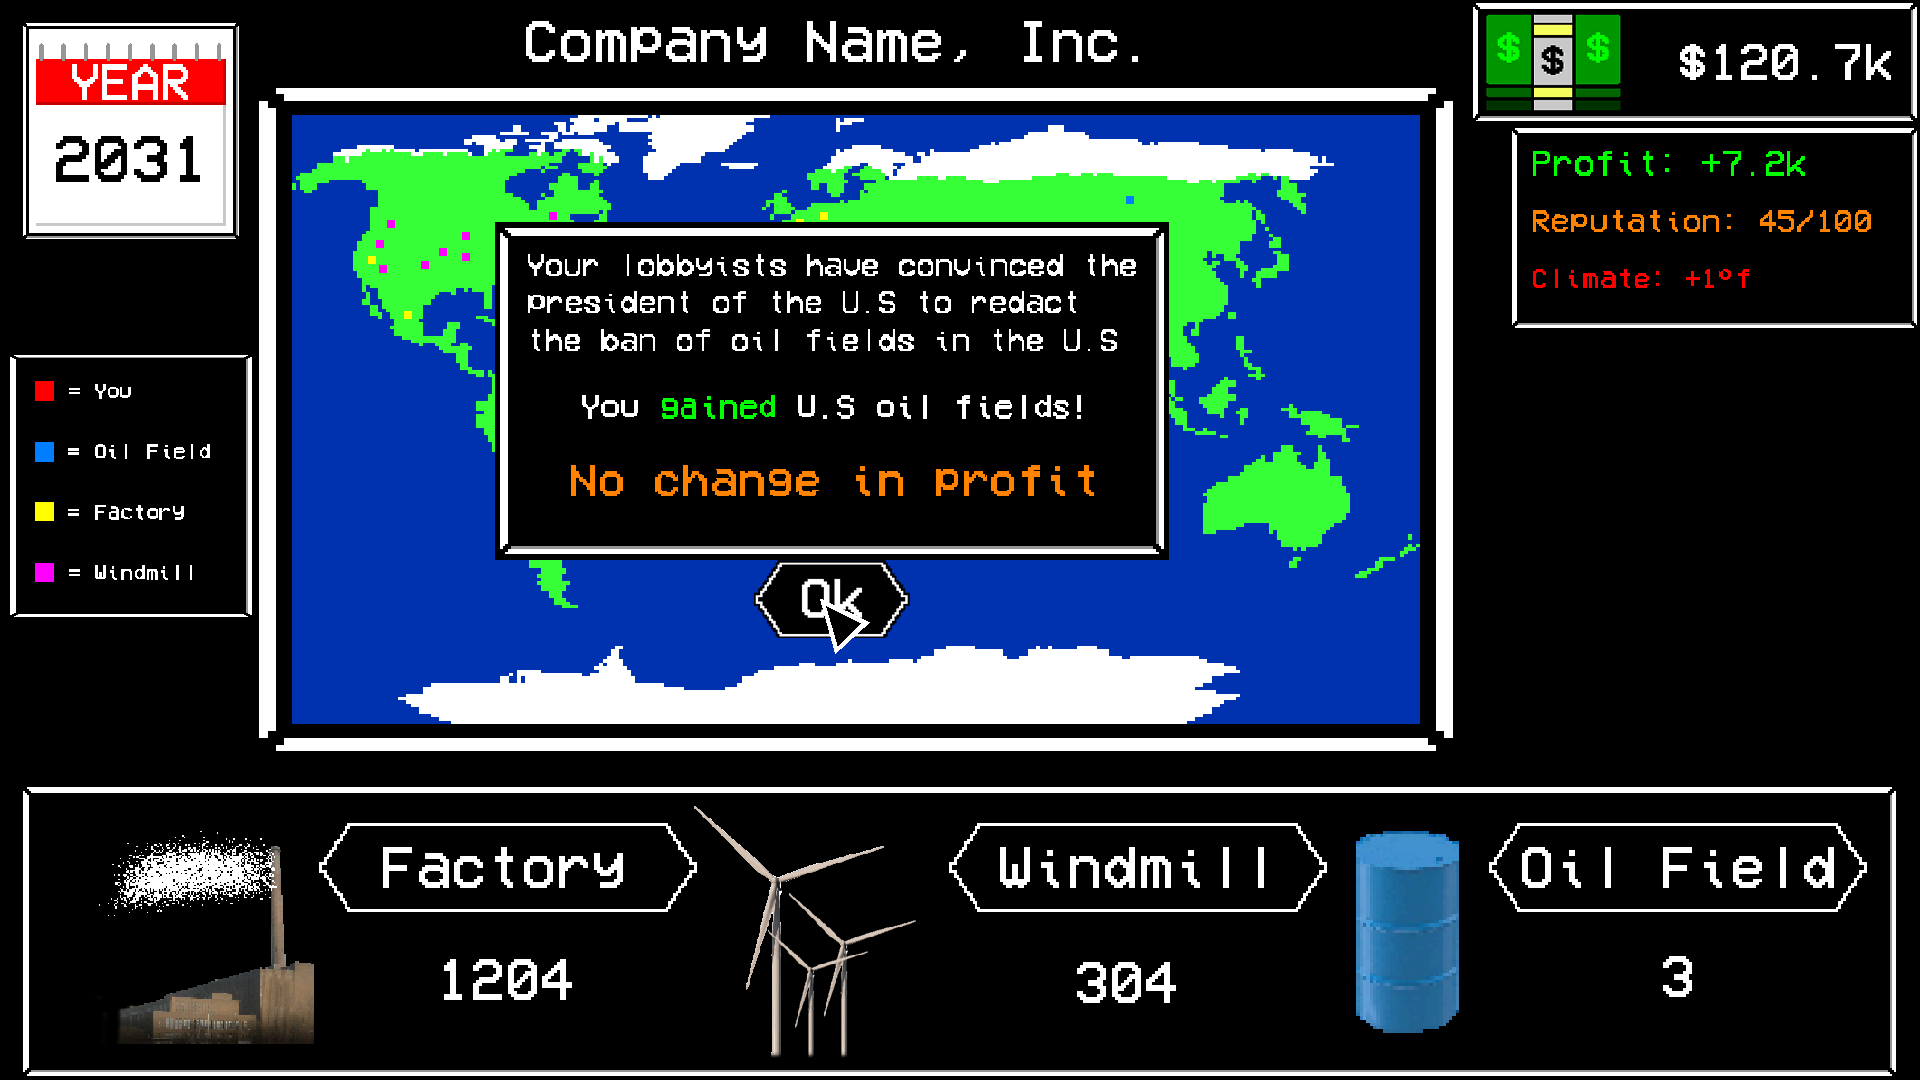 Company Name, Inc.
YEAR
2031
$ $ $
$120.7k
Profit: +7.2k
Reputation: 45/100
Climate: +1°f
= You
= Oil Field
= Factory
= Windmill
Your lobbyists have convinced the
president of the U.S to redact
the ban of oil fields in the U.S
You gained U.S oil fields!
No change in profit
Ok
Factory
1204
Windmill
304
Oil Field
3